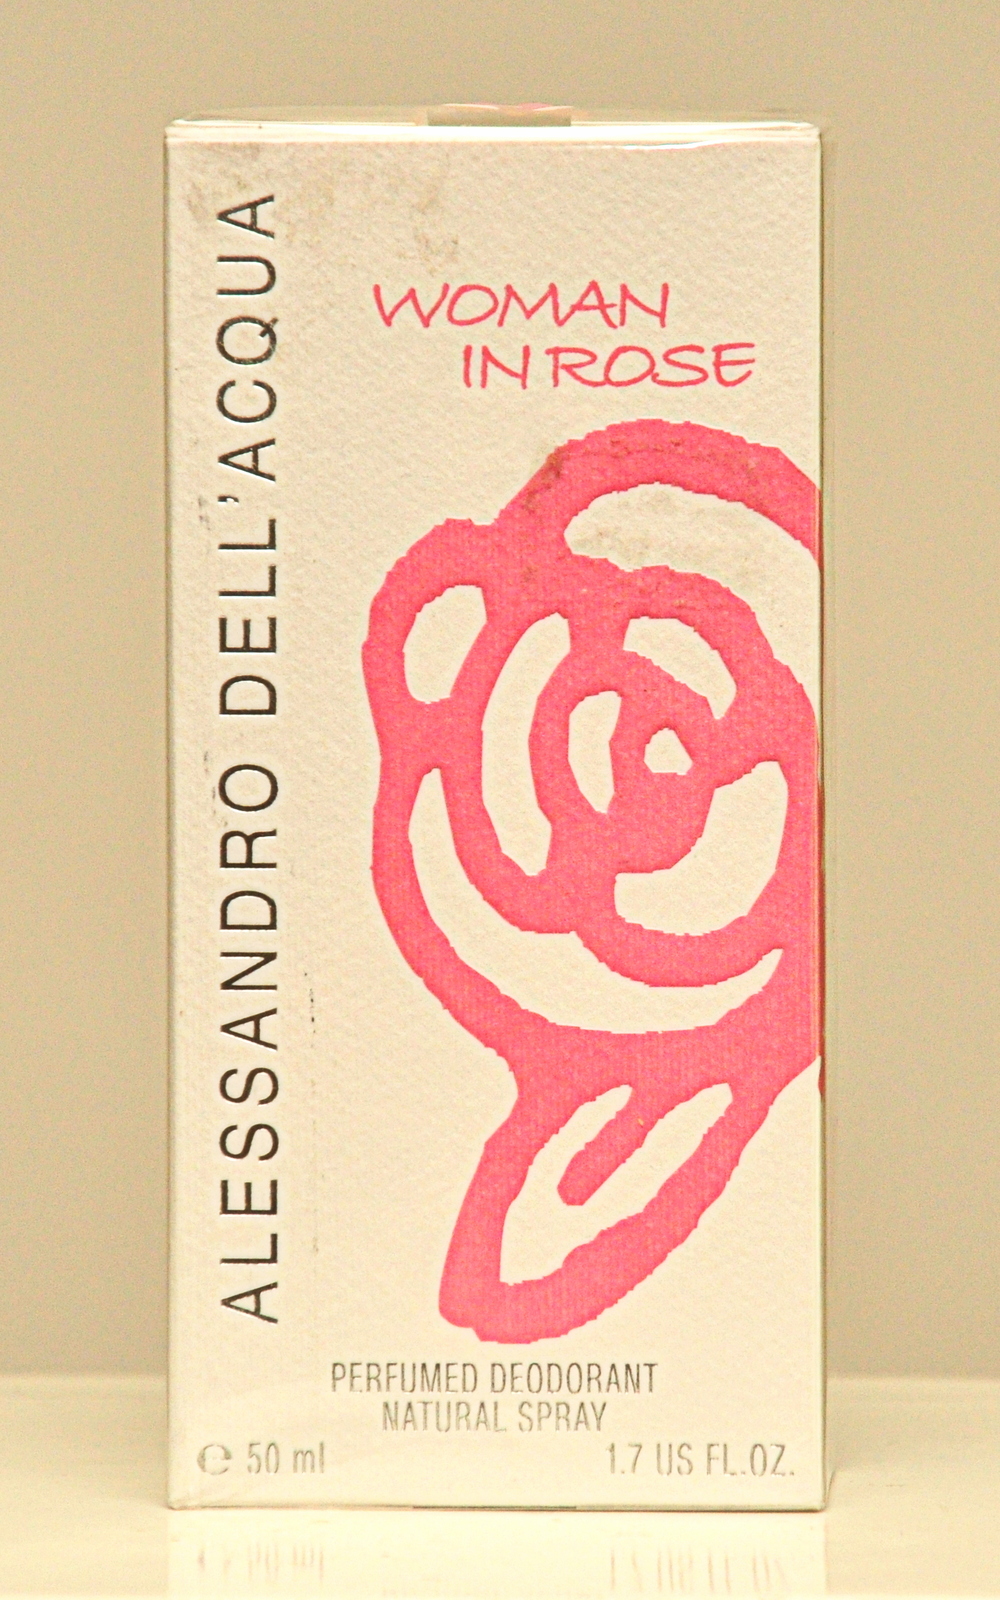 ALESSANDRO DELL'ACQUA
WOMAN
IN ROSE
PERFUMED DEODORANT
NATURAL SPRAY
℮ 50 ml 1.7 US FL.OZ.